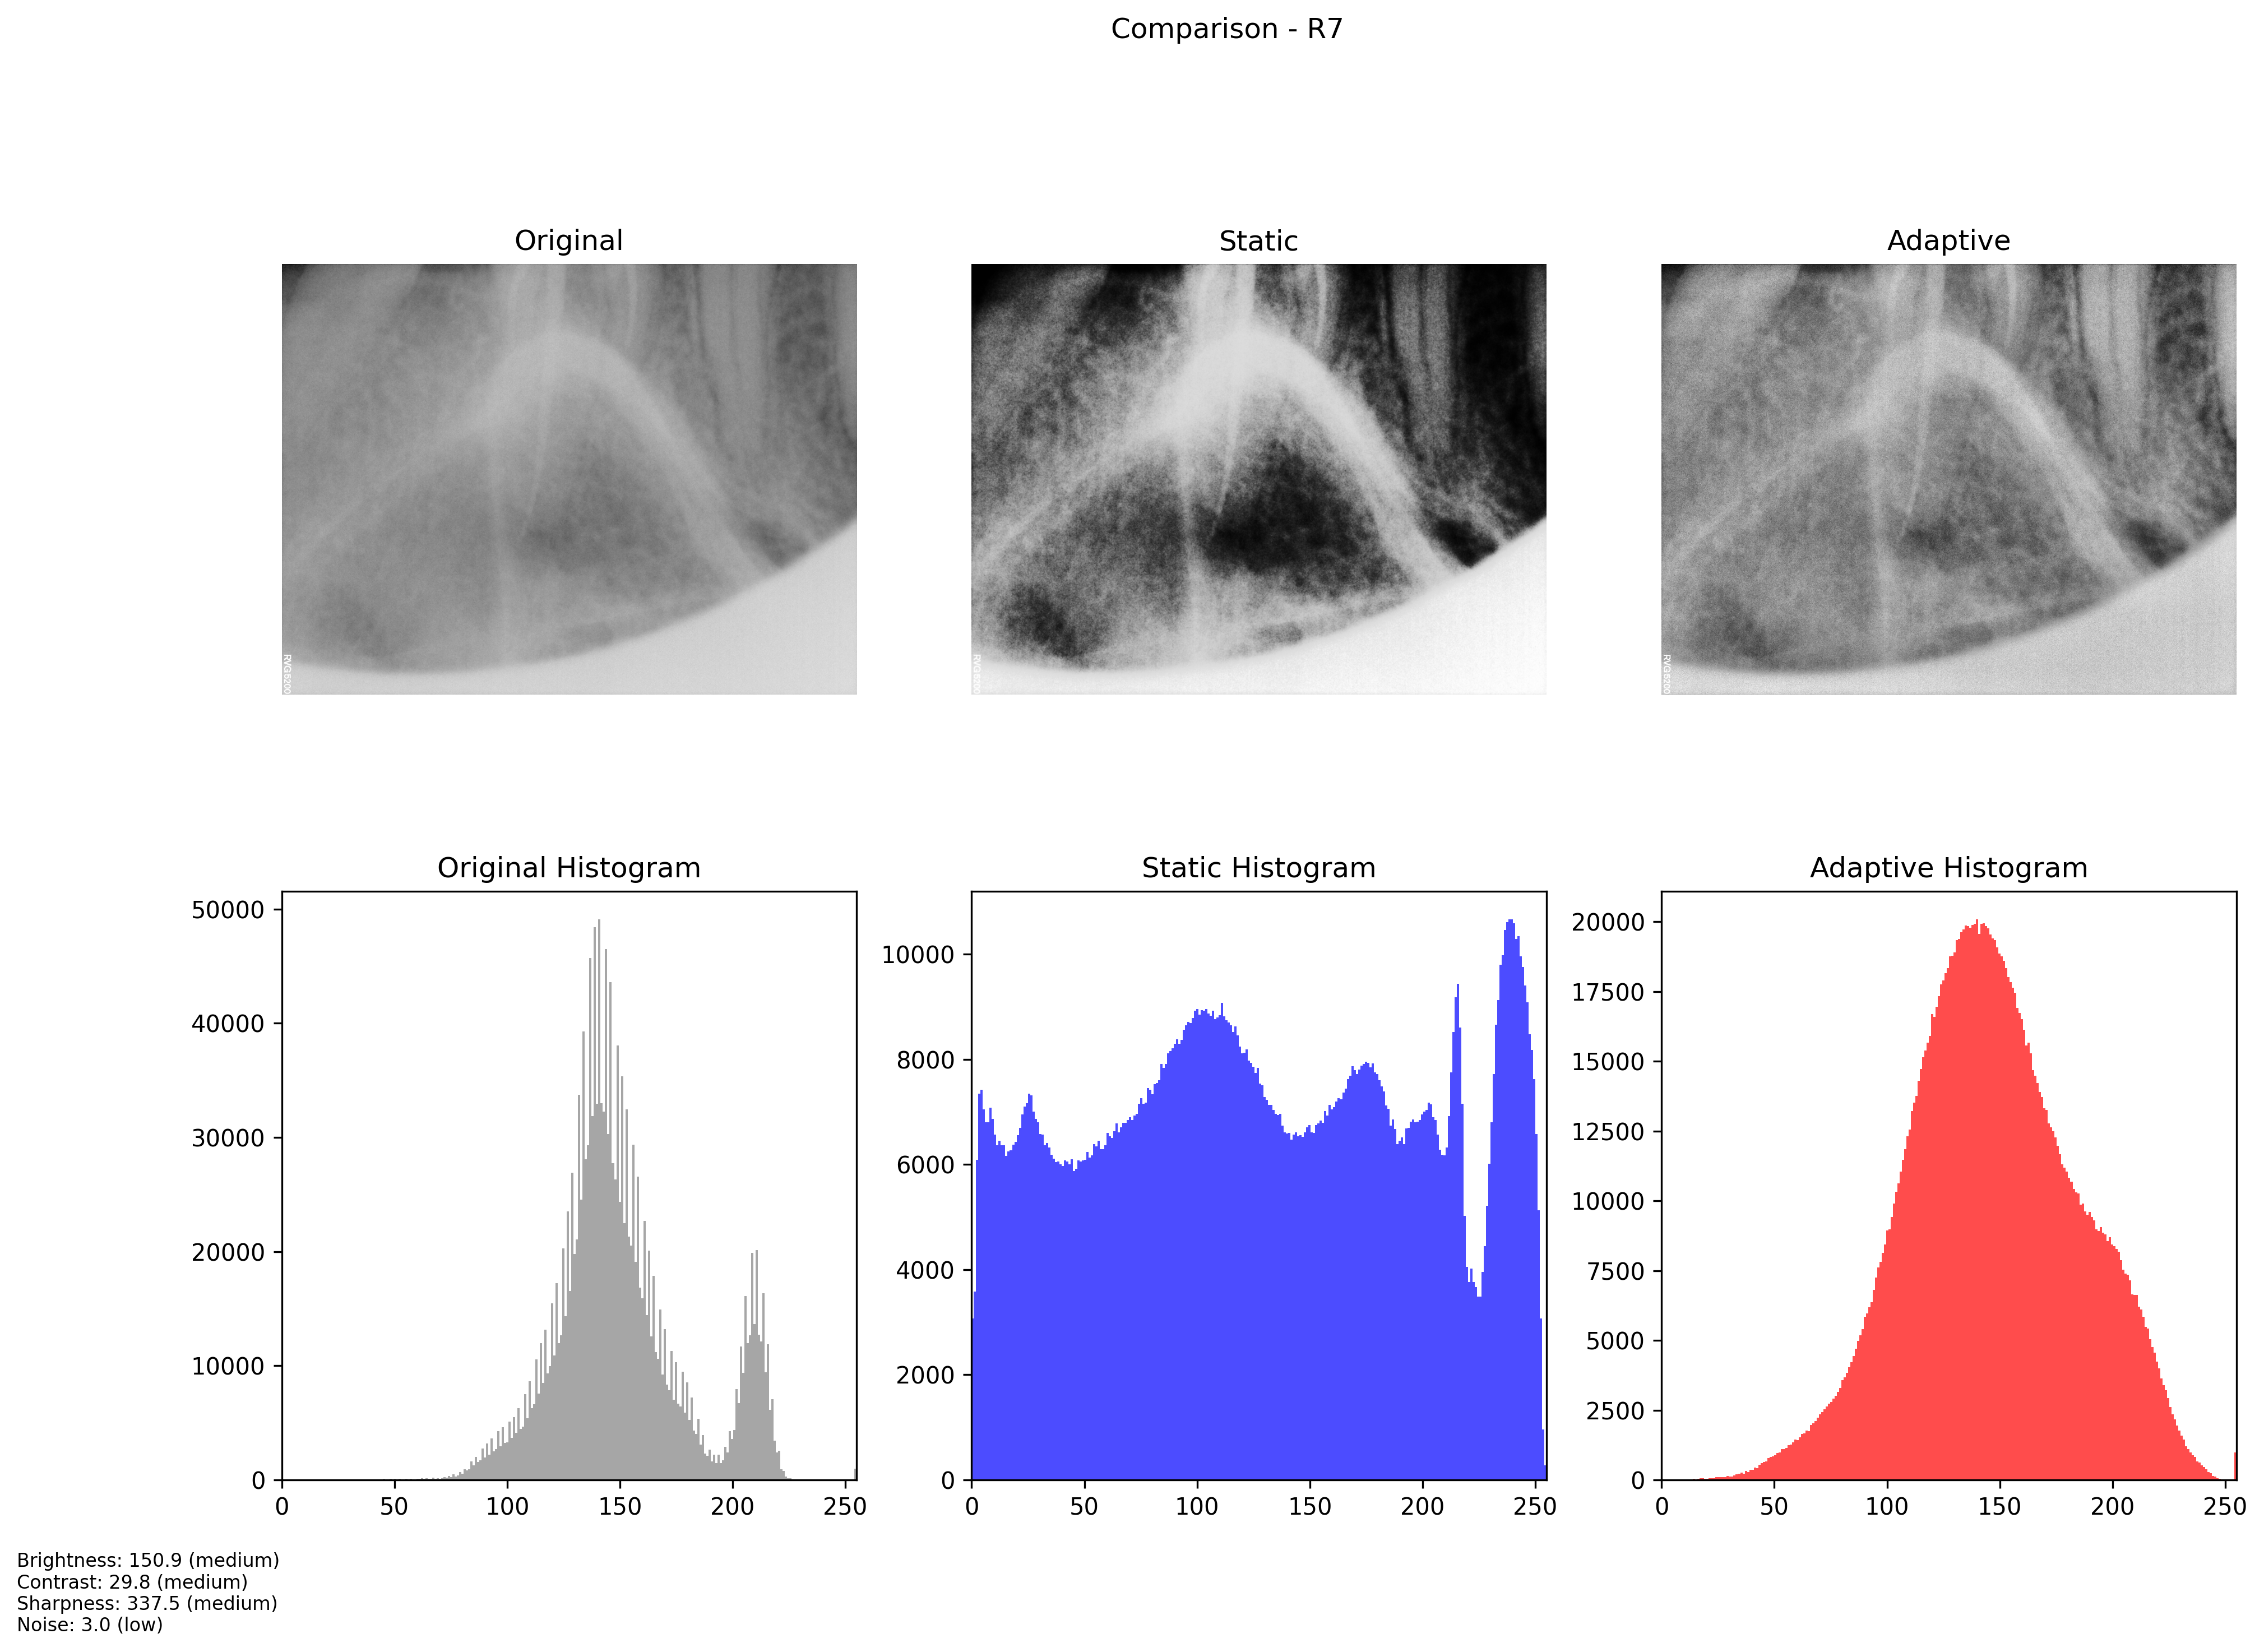 Comparison - R7
Original
Static
Adaptive
RVG5200
RVG5200
RVG5200
Original Histogram
Static Histogram
Adaptive Histogram
50000
40000
30000
20000
10000
0
0 50 100 150 200 250
10000
8000
6000
4000
2000
0
0 50 100 150 200 250
20000
17500
15000
12500
10000
7500
5000
2500
0
0 50 100 150 200 250
Brightness: 150.9 (medium)
Contrast: 29.8 (medium)
Sharpness: 337.5 (medium)
Noise: 3.0 (low)